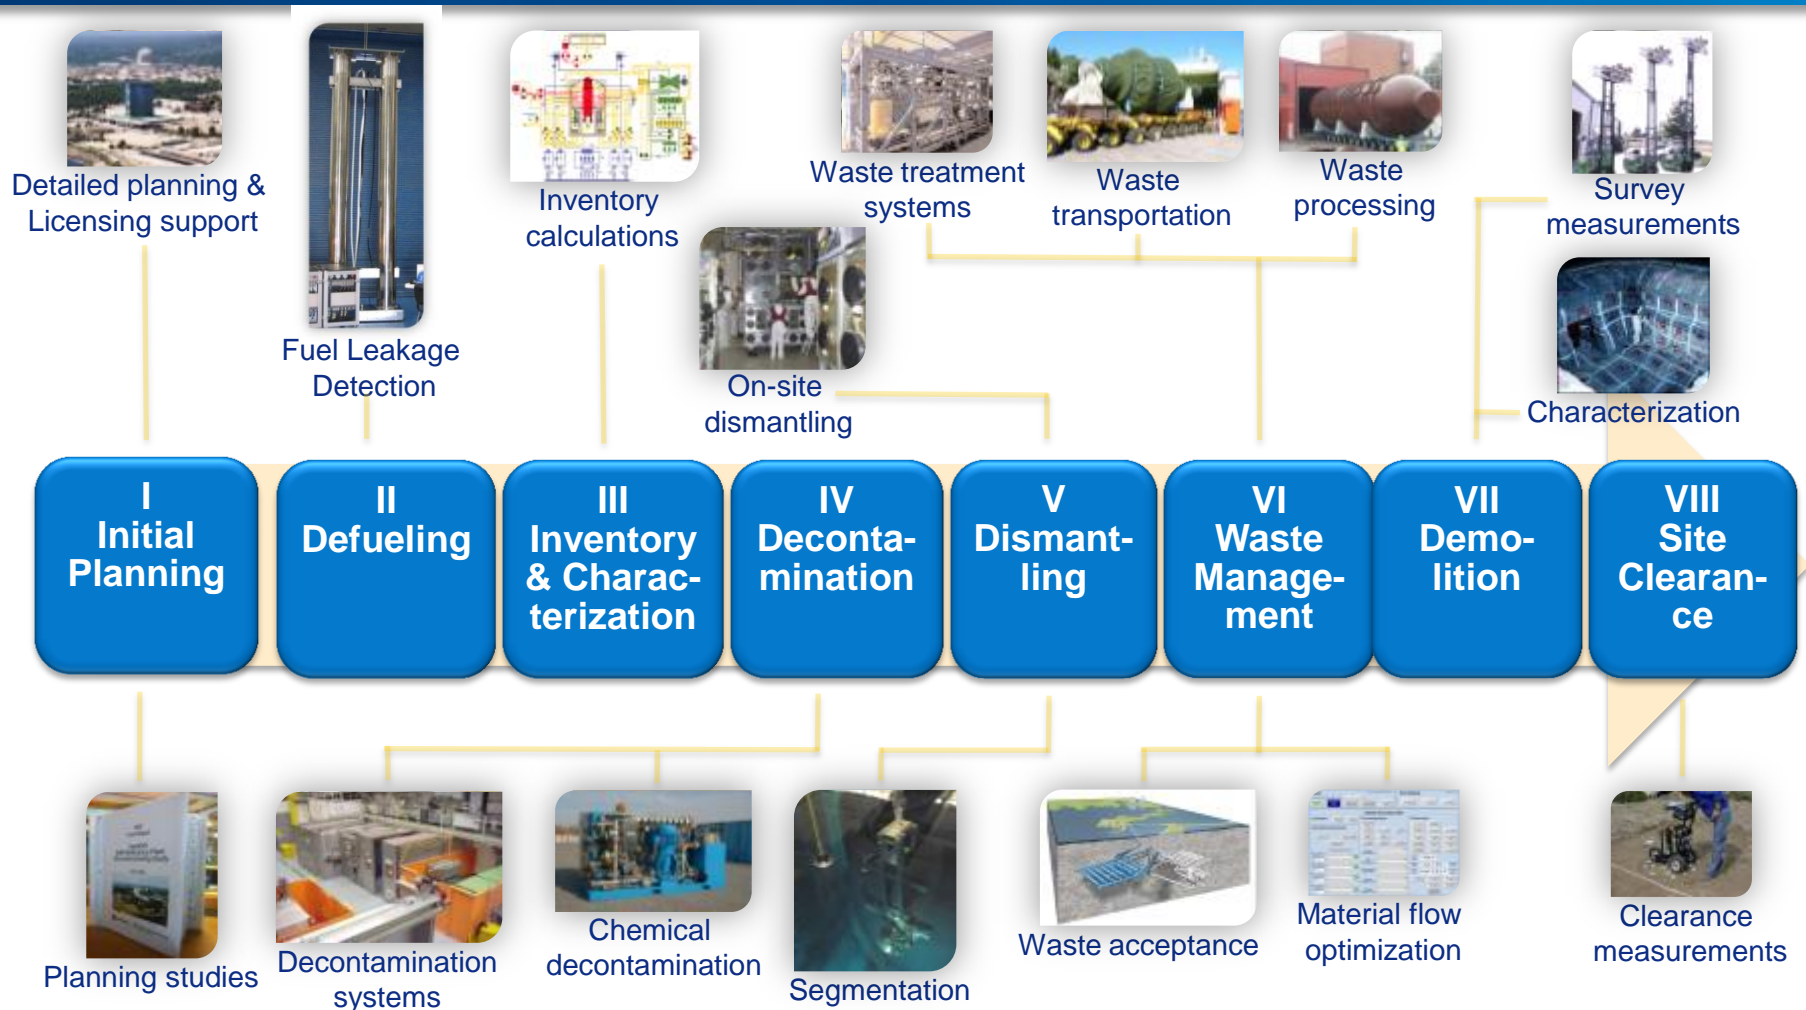 Detailed planning &
Licensing support
Fuel Leakage
Detection
Inventory
calculations
On-site
dismantling
Waste treatment
systems
Waste
transportation
Waste
processing
Survey
measurements
Characterization
I
Initial
Planning
II
Defueling
III
Inventory
& Charac-
terization
IV
Deconta-
mination
V
Dismant-
ling
VI
Waste
Manage-
ment
VII
Demo-
lition
VIII
Site
Clearan-
ce
Planning studies
Decontamination
systems
Chemical
decontamination
Segmentation
Waste acceptance
Material flow
optimization
Clearance
measurements